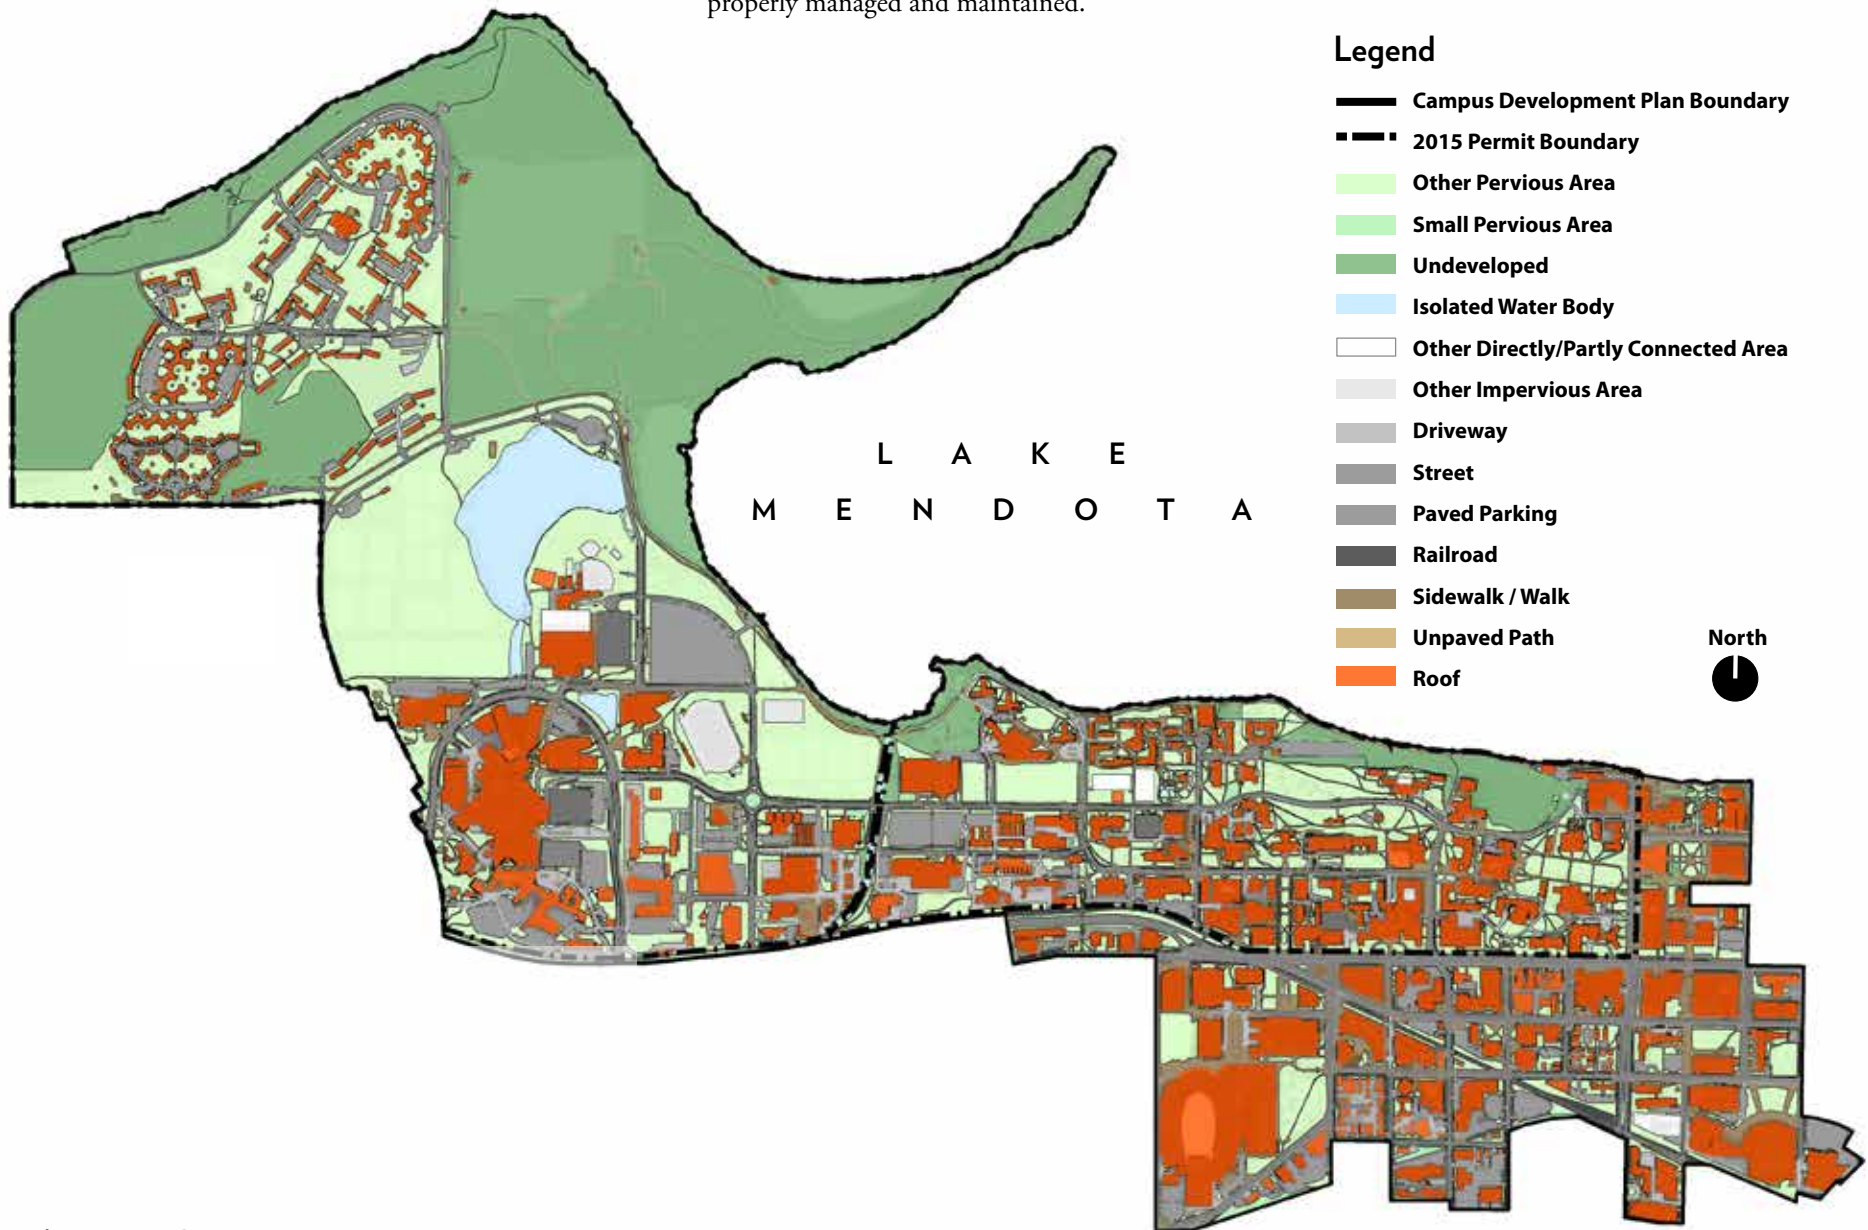 properly managed and maintained.
Legend
Campus Development Plan Boundary
2015 Permit Boundary
Other Pervious Area
Small Pervious Area
Undeveloped
Isolated Water Body
Other Directly/Partly Connected Area
Other Impervious Area
Driveway
Street
Paved Parking
Railroad
Sidewalk / Walk
Unpaved Path
Roof
North
LAKE
MENDOTA